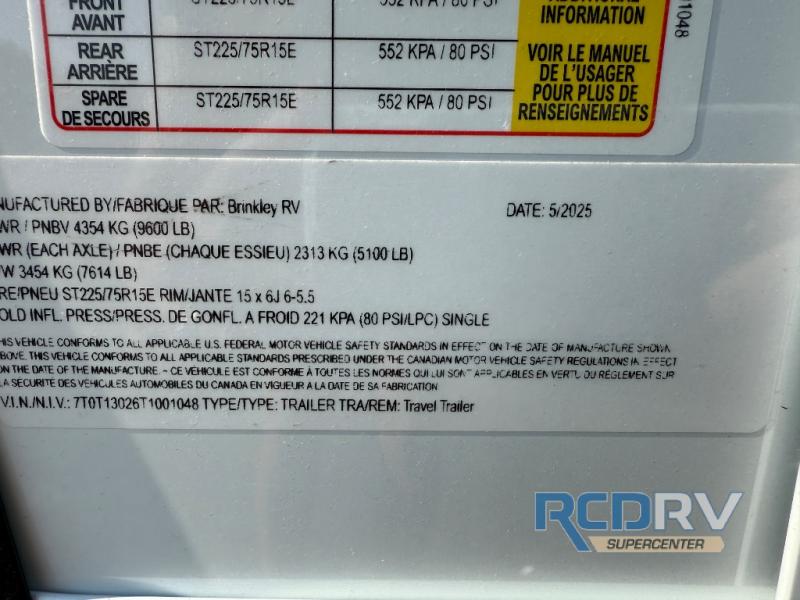 FRONT
AVANT
ST225/75R15E
552 KPA / 80 PSI
ADDITIONAL
INFORMATION
REAR
ARRIÈRE
ST225/75R15E
552 KPA / 80 PSI
VOIR LE MANUEL
DE L'USAGER
POUR PLUS DE
RENSEIGNEMENTS
SPARE
DE SECOURS
ST225/75R15E
552 KPA / 80 PSI
01048
NUFACTURED BY/FABRIQUE PAR: Brinkley RV
DATE: 5/2025
WR / PNBV 4354 KG (9600 LB)
WR (EACH AXLE) / PNBE (CHAQUE ESSIEU) 2313 KG (5100 LB)
W 3454 KG (7614 LB)
RE/PNEU ST225/75R15E RIM/JANTE 15 x 6J 6-5.5
OLD INFL. PRESS/PRESS. DE GONFL. A FROID 221 KPA (80 PSI/LPC) SINGLE
HIS VEHICLE CONFORMS TO ALL APPLICABLE U.S. FEDERAL MOTOR VEHICLE SAFETY STANDARDS IN EFFECT ON THE DATE OF MANUFACTURE SHOWN
BOVE. THIS VEHICLE CONFORMS TO ALL APPLICABLE STANDARDS PRESCRIBED UNDER THE CANADIAN MOTOR VEHICLE SAFETY REGULATIONS IN EFFECT
ON THE DATE OF THE MANUFACTURE. - CE VÉHICULE EST CONFORME À TOUTES LES NORMES QUI LUI SONT APPLICABLES EN VERTU DU RÉGLEMENT SUR
LA SÉCURITÉ DES VÉHICULES AUTOMOBILES DU CANADA EN VIGUEUR A LA DATE DE SA FABRICATION
V.I.N./N.I.V.: 7T0T13026T1001048 TYPE/TYPE: TRAILER TRA/REM: Travel Trailer
RCDRV
SUPERCENTER